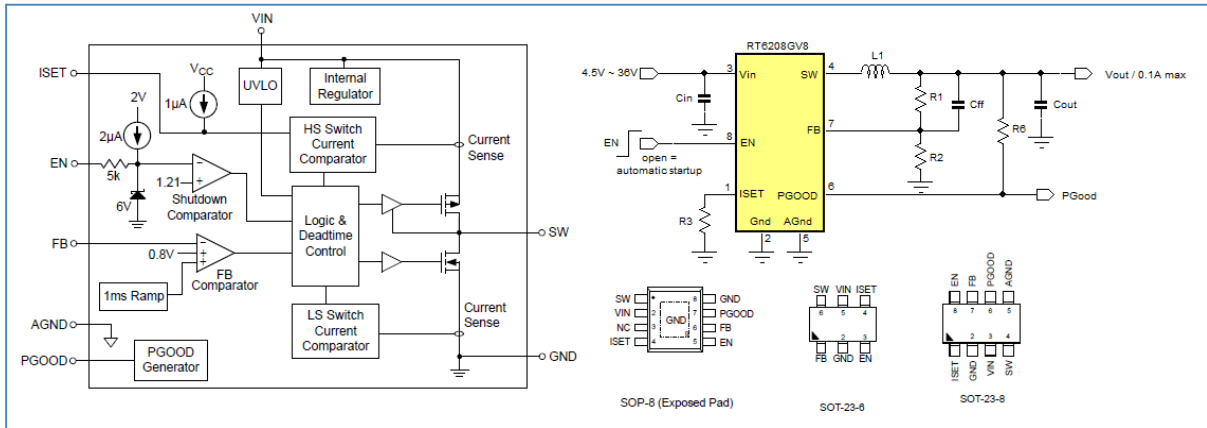 VIN
ISET
VCC
UVLO
Internal
Regulator
1µA
2V
2µA
HS Switch
Current
Comparator
Current
Sense
EN
5k
1.21
6V
Shutdown
Comparator
Logic &
Deadtime
Control
SW
FB
0.8V
FB
Comparator
1ms Ramp
LS Switch
Current
Comparator
Current
Sense
AGND
GND
PGOOD
PGOOD
Generator
RT6208GV8
4.5V ~ 36V
3
Vin
SW
4
L1
Vout / 0.1A max
Cin
R1
Cff
Cout
FB
7
R6
EN
8
EN
R2
open =
automatic startup
1
ISET
PGOOD
6
PGood
R3
Gnd
AGnd
2
5
SW
VIN
NC
ISET
2
3
4
GND
8
7
6
5
GND
PGOOD
FB
EN
SOP-8 (Exposed Pad)
SW VIN ISET
6 5 4
2 3
FB GND EN
SOT-23-6
EN
FB
PGOOD
AGND
8 7 6 5
2 3 4
ISET
GND
VIN
SW
SOT-23-8